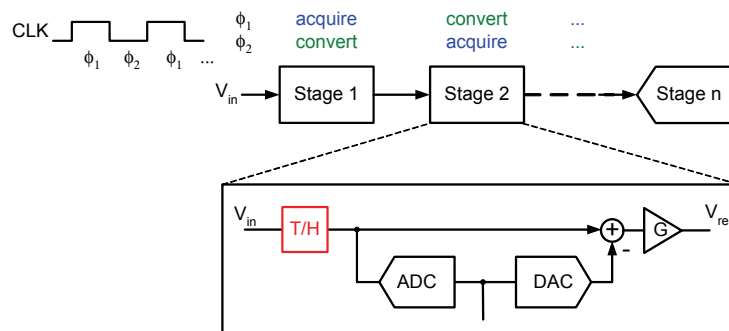 ϕ1 acquire convert ...
CLK
ϕ2 convert acquire ...
ϕ1 ϕ2 ϕ1 ...
Vin Stage 1 Stage 2 Stage n
Vin T/H + G Vre
-
ADC DAC